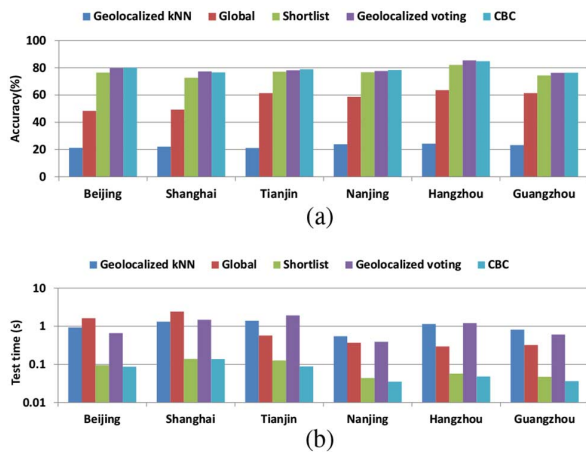 Geolocalized kNN Global Shortlist Geolocalized voting CBC
100
80
60
40
20
0
Accuracy(%)
Beijing Shanghai Tianjin Nanjing Hangzhou Guangzhou
(a)
Geolocalized kNN Global Shortlist Geolocalized voting CBC
10
1
0.1
0.01
Test time (s)
Beijing Shanghai Tianjin Nanjing Hangzhou Guangzhou
(b)